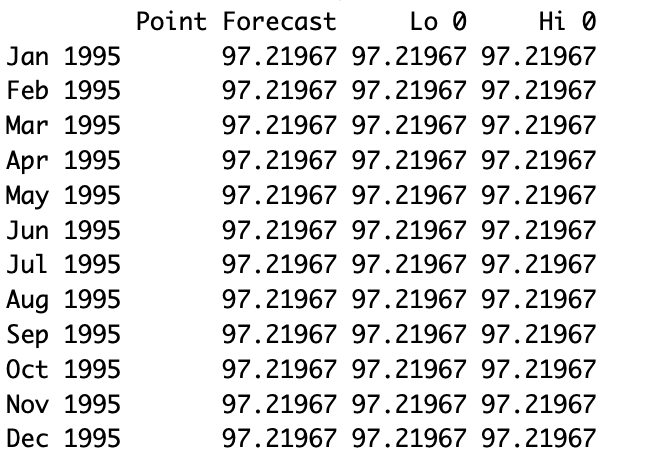 Point Forecast Lo 0 Hi 0
Jan 1995 97.21967 97.21967 97.21967
Feb 1995 97.21967 97.21967 97.21967
Mar 1995 97.21967 97.21967 97.21967
Apr 1995 97.21967 97.21967 97.21967
May 1995 97.21967 97.21967 97.21967
Jun 1995 97.21967 97.21967 97.21967
Jul 1995 97.21967 97.21967 97.21967
Aug 1995 97.21967 97.21967 97.21967
Sep 1995 97.21967 97.21967 97.21967
Oct 1995 97.21967 97.21967 97.21967
Nov 1995 97.21967 97.21967 97.21967
Dec 1995 97.21967 97.21967 97.21967